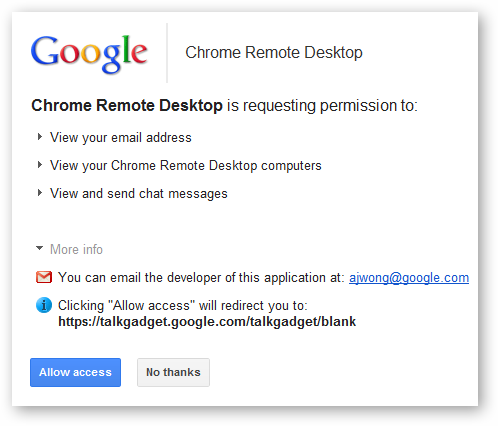 Google
Chrome Remote Desktop
Chrome Remote Desktop is requesting permission to:
View your email address
View your Chrome Remote Desktop computers
View and send chat messages
More info
You can email the developer of this application at: ajwong@google.com
Clicking "Allow access" will redirect you to:
https://talkgadget.google.com/talkgadget/blank
Allow access
No thanks